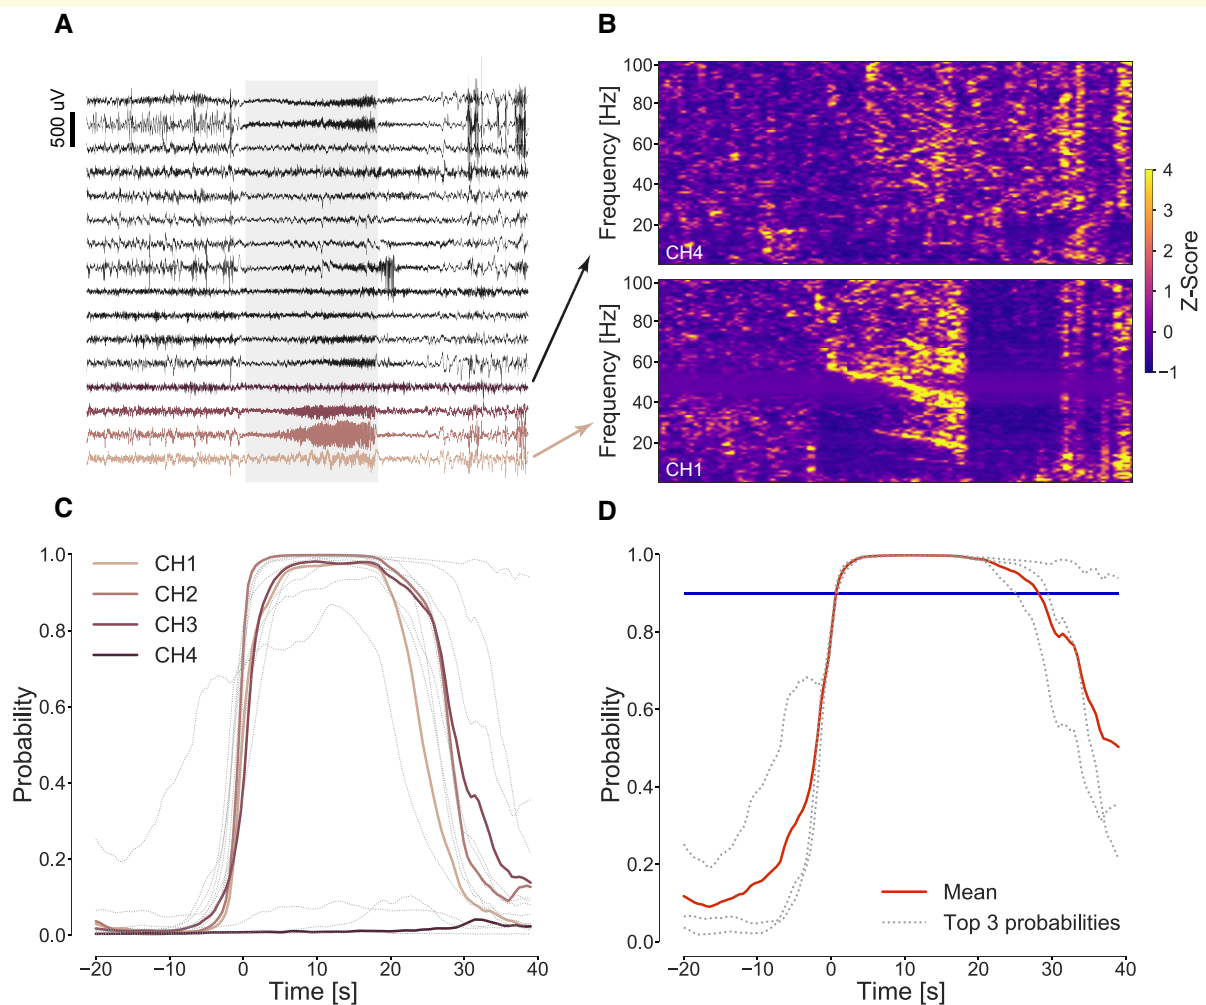 A
B
500 uV
100
80
60
40
20
Frequency [Hz]
CH4
100
80
60
40
20
Frequency [Hz]
CH1
4
3
2
1
0
−1
Z-Score
C
D
1.0
0.8
0.6
0.4
0.2
0.0
Probability
CH1
CH2
CH3
CH4
−20
−10
0
10
20
30
40
Time [s]
1.0
0.8
0.6
0.4
0.2
0.0
Probability
Mean
Top 3 probabilities
−20
−10
0
10
20
30
40
Time [s]